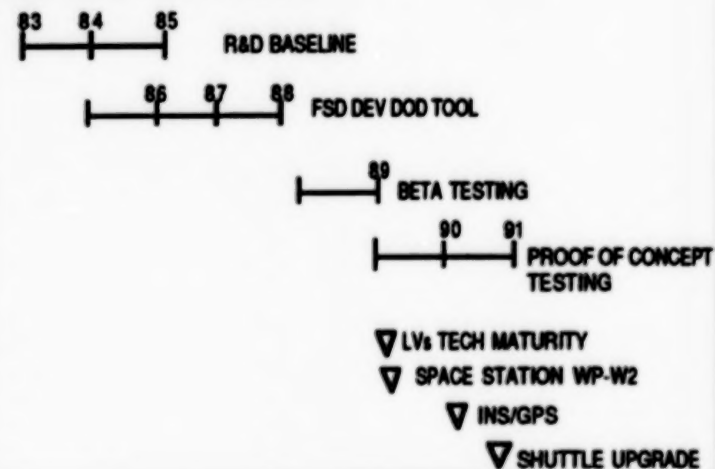 83 84 85
R&D BASELINE
86 87 88
FSD DEV DOD TOOL
89
BETA TESTING
90 91
PROOF OF CONCEPT
TESTING
LVs TECH MATURITY
SPACE STATION WP-W2
INS/GPS
SHUTTLE UPGRADE